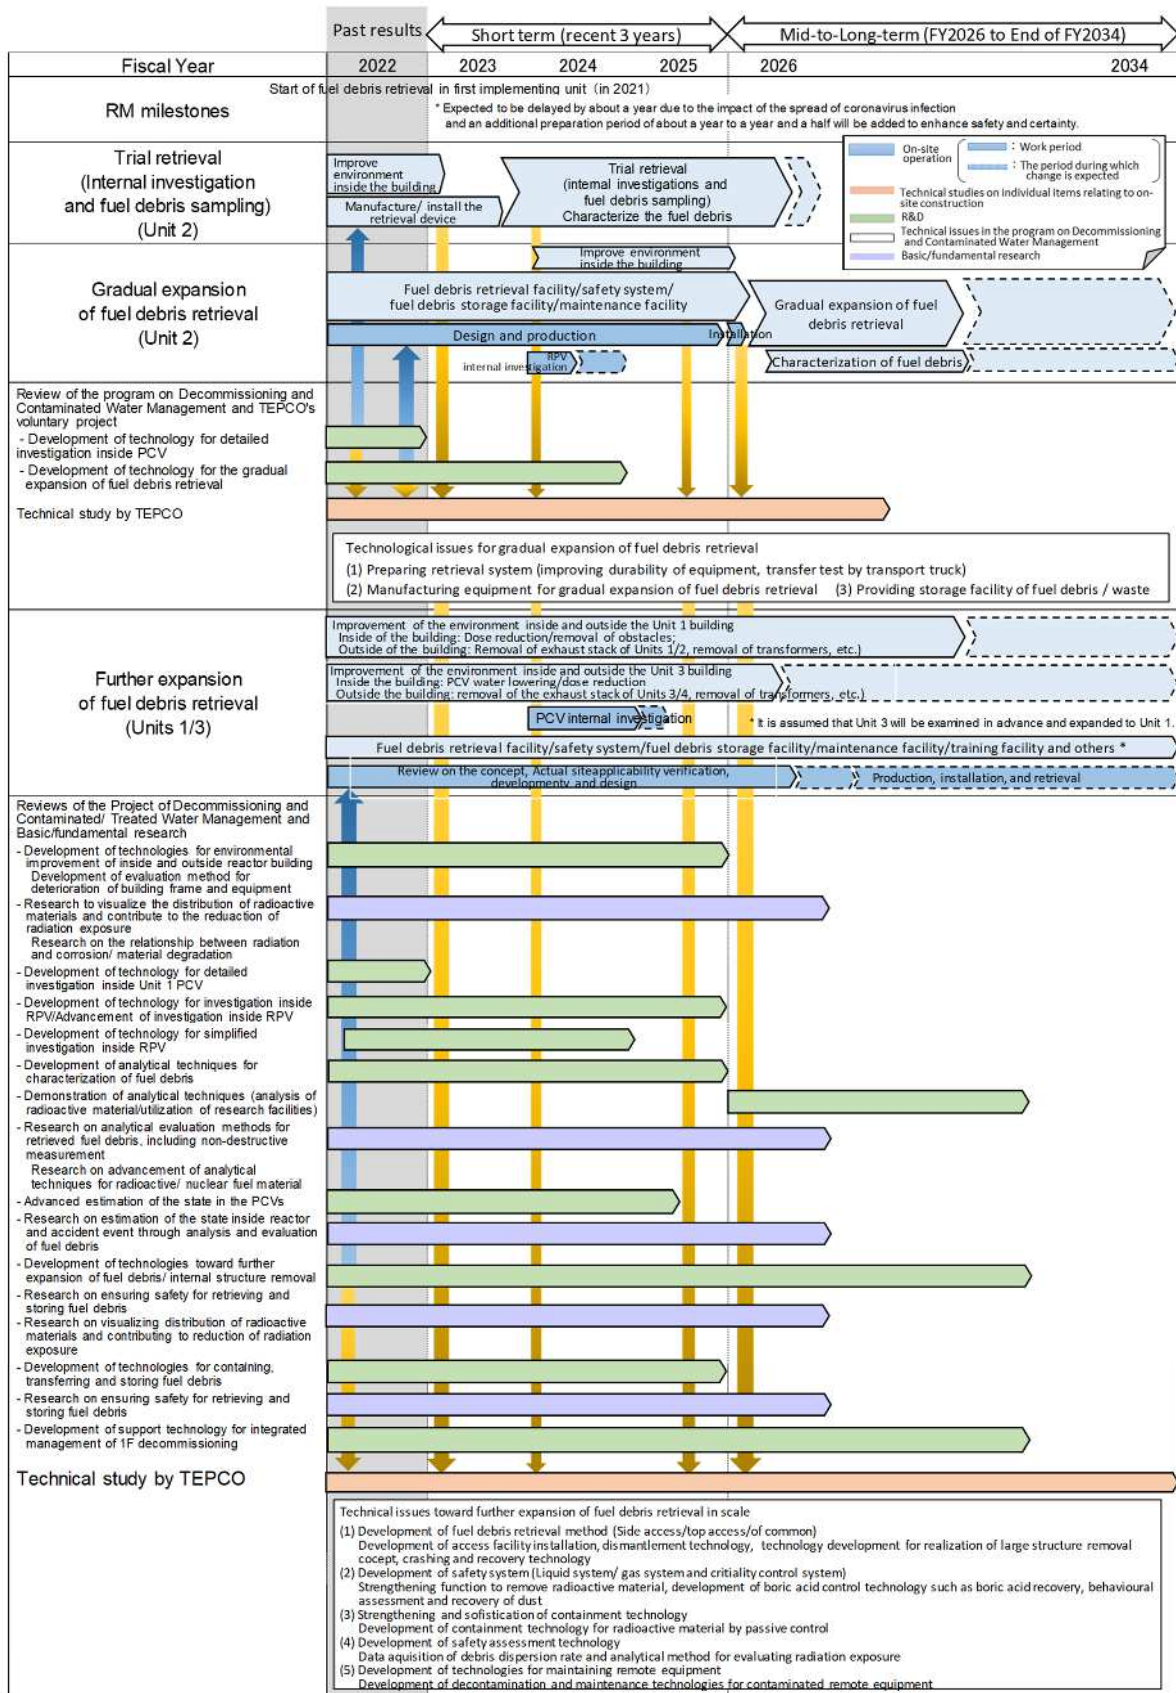 Past results
Short term (recent 3 years)
Mid-to-Long-term (FY2026 to End of FY2034)
Fiscal Year
2022
2023
2024
2025
2026
2034
RM milestones
Start of fuel debris retrieval in first implementing unit (in 2021)
* Expected to be delayed by about a year due to the impact of the spread of coronavirus infection
and an additional preparation period of about a year to a year and a half will be added to enhance safety and certainty.
On-site
operation
: Work period
: The period during which
change is expected
Technical studies on individual items relating to on-
site construction
R&D
Technical issues in the program on Decommissioning
and Contaminated Water Management
Basic/fundamental research
Trial retrieval
(Internal investigation
and fuel debris sampling)
(Unit 2)
Improve
environment
inside the building
Manufacture/ install the
retrieval device
Trial retrieval
(internal investigations and
fuel debris sampling)
Characterize the fuel debris
Gradual expansion
of fuel debris retrieval
(Unit 2)
Improve environment
inside the building
Fuel debris retrieval facility/safety system/
fuel debris storage facility/maintenance facility
Design and production
Installation
RPV
internal investigation
Gradual expansion of fuel
debris retrieval
Characterization of fuel debris
Review of the program on Decommissioning and
Contaminated Water Management and TEPCO's
voluntary project
- Development of technology for detailed
investigation inside PCV
- Development of technology for the gradual
expansion of fuel debris retrieval
Technical study by TEPCO
Technological issues for gradual expansion of fuel debris retrieval
(1) Preparing retrieval system (improving durability of equipment, transfer test by transport truck)
(2) Manufacturing equipment for gradual expansion of fuel debris retrieval (3) Providing storage facility of fuel debris / waste
Further expansion
of fuel debris retrieval
(Units 1/3)
Improvement of the environment inside and outside the Unit 1 building
Inside of the building: Dose reduction/removal of obstacles;
Outside of the building: Removal of exhaust stack of Units 1/2, removal of transformers, etc.)
Improvement of the environment inside and outside the Unit 3 building
Inside the building: PCV water lowering/dose reduction
Outside the building: removal of the exhaust stack of Units 3/4, removal of transformers, etc.)
PCV internal investigation
* It is assumed that Unit 3 will be examined in advance and expanded to Unit 1.
Fuel debris retrieval facility/safety system/fuel debris storage facility/maintenance facility/training facility and others *
Review on the concept, Actual siteapplicability verification,
developmenty, and design
Production, installation, and retrieval
Reviews of the Project of Decommissioning and
Contaminated/ Treated Water Management and
Basic/fundamental research
- Development of technologies for environmental
improvement of inside and outside reactor building
Development of evaluation method for
deterioration of building frame and equipment
- Research to visualize the distribution of radioactive
materials and contribute to the reduaction of
radiation exposure
Research on the relationship between radiation
and corrosion/ material degradation
- Development of technology for detailed
investigation inside Unit 1 PCV
- Development of technology for investigation inside
RPV/Advancement of investigation inside RPV
- Development of technology for simplified
investigation inside RPV
- Development of analytical techniques for
characterization of fuel debris
- Demonstration of analytical techniques (analysis of
radioactive material/utilization of research facilities)
- Research on analytical evaluation methods for
retrieved fuel debris, including non-destructive
measurement
Research on advancement of analytical
techniques for radioactive/ nuclear fuel material
- Advanced estimation of the state in the PCVs
- Research on estimation of the state inside reactor
and accident event through analysis and evaluation
of fuel debris
- Development of technologies toward further
expansion of fuel debris/ internal structure removal
- Research on ensuring safety for retrieving and
storing fuel debris
- Research on visualizing distribution of radioactive
materials and contributing to reduction of radiation
exposure
- Development of technologies for containing,
transferring and storing fuel debris
- Research on ensuring safety for retrieving and
storing fuel debris
- Development of support technology for integrated
management of 1F decommissioning
Technical study by TEPCO
Technical issues toward further expansion of fuel debris retrieval in scale
(1) Development of fuel debris retrieval method (Side access/top access/of common)
Development of access facility installation, dismantlement technology, technology development for realization of large structure removal
cocept, crashing and recovery technology
(2) Development of safety system (Liquid system/ gas system and critiality control system)
Strengthening function to remove radioactive material, development of boric acid control technology such as boric acid recovery, behavioural
assessment and recovery of dust
(3) Strengthening and sofistication of containment technology
Development of containment technology for radioactive material by passive control
(4) Development of safety assessment technology
Data aquisition of debris dispersion rate and analytical method for evaluating radiation exposure
(5) Development of technologies for maintaining remote equipment
Development of decontamination and maintenance technologies for contaminated remote equipment